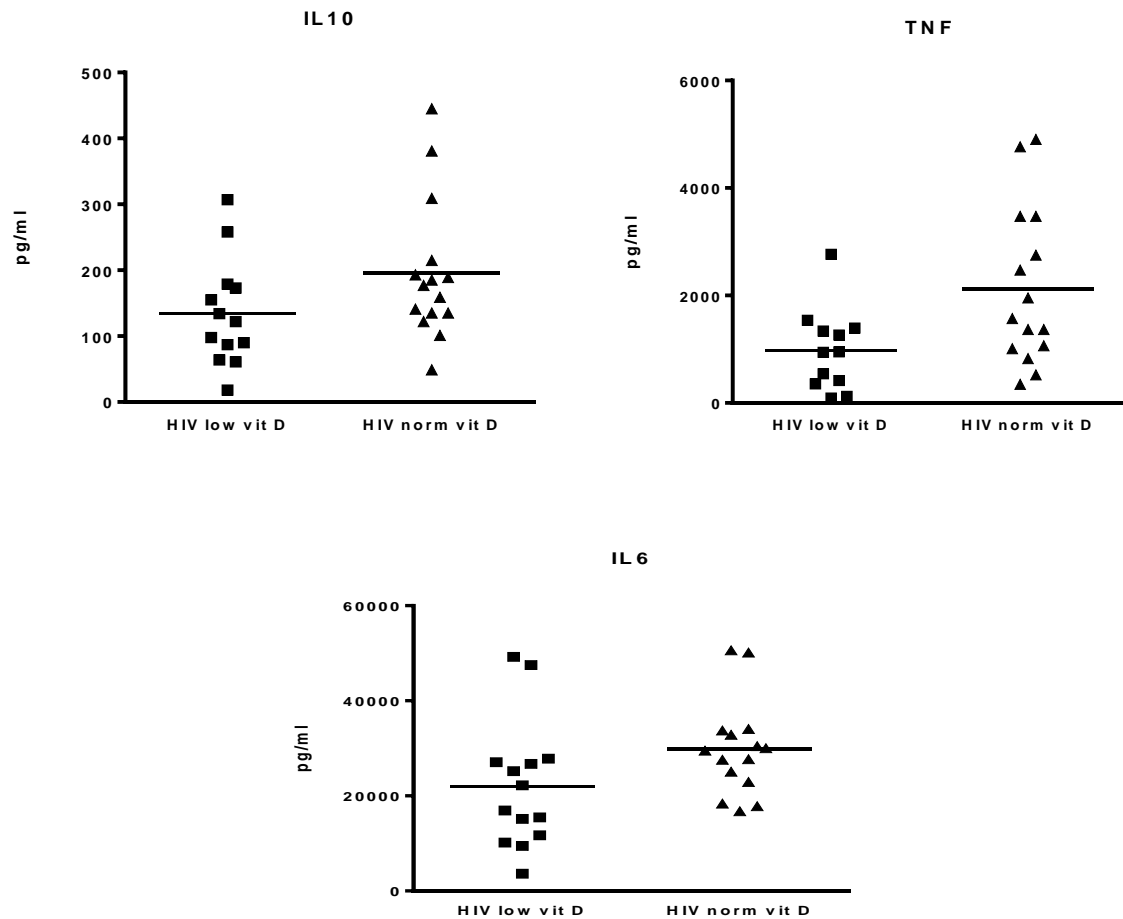 IL10
500
400
300
200
100
0
pg/ml
HIV low vit D HIV norm vit D
TNF
6000
4000
2000
0
pg/ml
HIV low vit D HIV norm vit D
IL6
60000
40000
20000
0
pg/ml
HIV low vit D HIV norm vit D